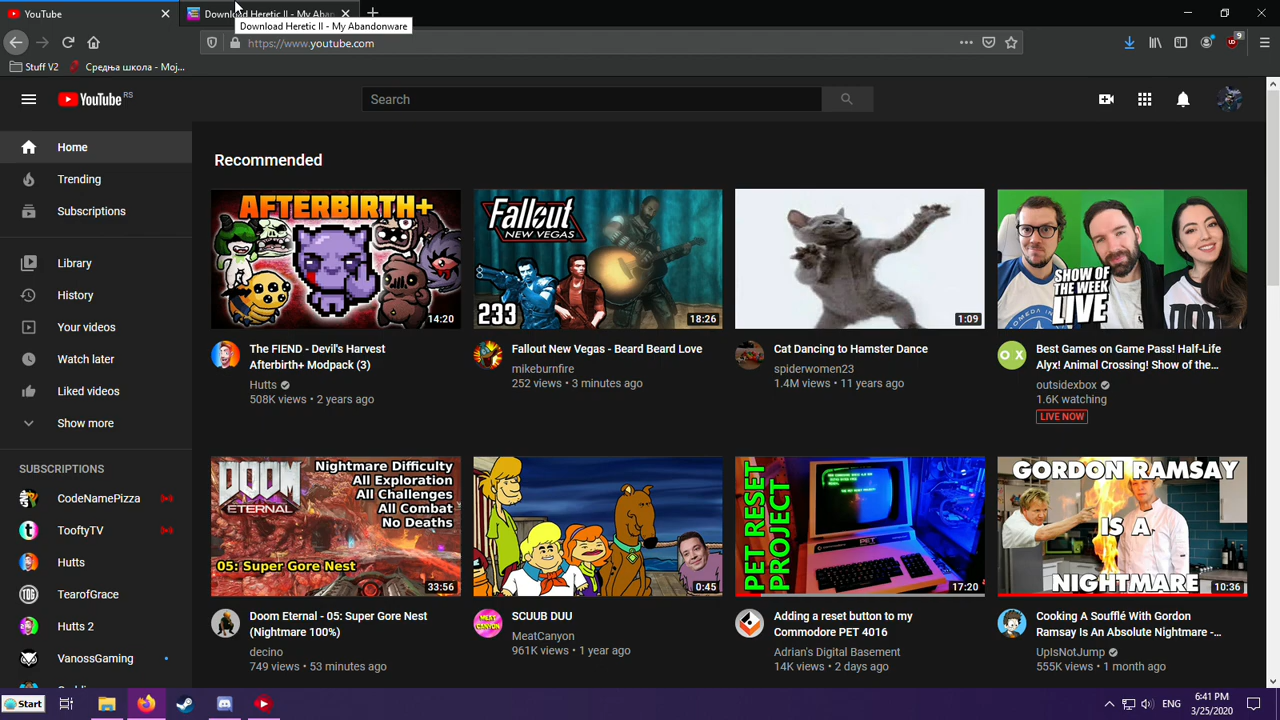 YouTube
Download Heretic II - My Aban
Download Heretic II - My Abandonware
https://www.youtube.com
9
Stuff V2
Средња школа - Moj...
YouTube RS
Search
Home
Trending
Subscriptions
Library
History
Your videos
Watch later
Liked videos
Show more
SUBSCRIPTIONS
CodeNamePizza
TooftyTV
Hutts
TeoTofGrace
Hutts 2
VanossGaming
Recommended
AFTERBIRTH+
14:20
The FIEND - Devil's Harvest
Afterbirth+ Modpack (3)
Hutts
508K views • 2 years ago
Fallout
NEW VEGAS
233
18:26
Fallout New Vegas - Beard Beard Love
mikeburnfire
252 views • 3 minutes ago
1:09
Cat Dancing to Hamster Dance
spiderwomen23
1.4M views • 11 years ago
SHOW OF
THE WEEK
LIVE
Best Games on Game Pass! Half-Life
Alyx! Animal Crossing! Show of the...
outsidexbox
1.6K watching
LIVE NOW
DOOM
ETERNAL
Nightmare Difficulty
All Exploration
All Challenges
All Combat
No Deaths
05: Super Gore Nest
33:56
Doom Eternal - 05: Super Gore Nest
(Nightmare 100%)
decino
749 views • 53 minutes ago
0:45
SCUUB DUU
MeatCanyon
961K views • 1 year ago
PET RESET
PROJECT
17:20
Adding a reset button to my
Commodore PET 4016
Adrian's Digital Basement
14K views • 2 days ago
GORDON RAMSAY
IS A
NIGHTMARE
10:36
Cooking A Soufflé With Gordon
Ramsay Is An Absolute Nightmare -...
UpIsNotJump
555K views • 1 month ago
Start
ENG
6:41 PM
3/25/2020